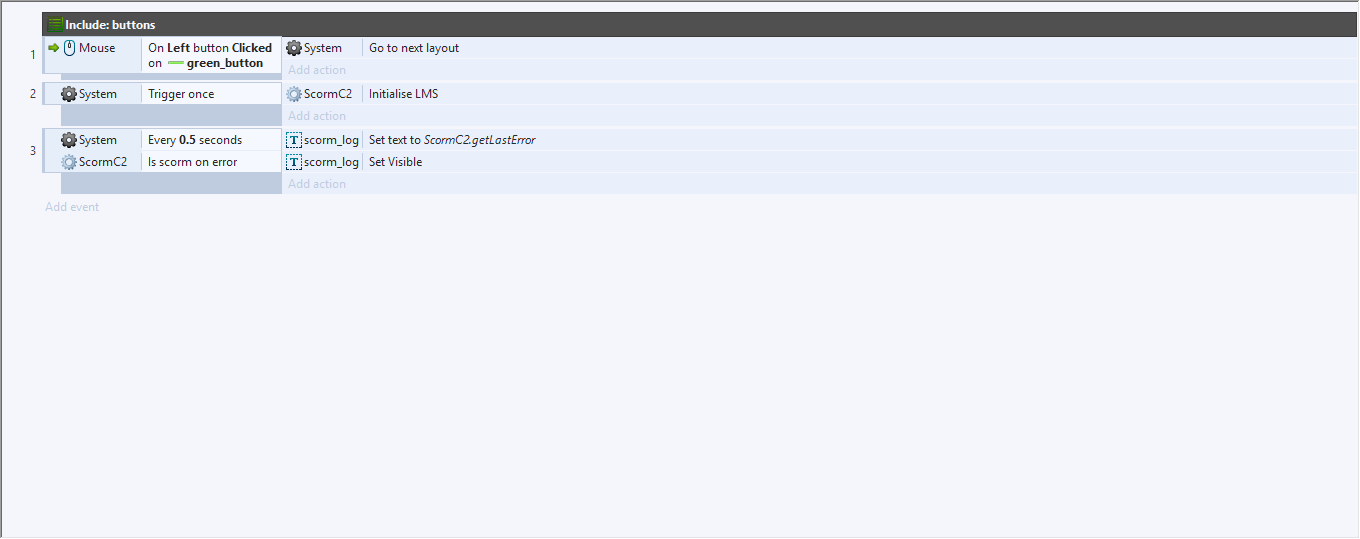 Include: buttons
1 Mouse On Left button Clicked System Go to next layout
on green_button Add action
2 System Trigger once ScormC2 Initialise LMS
Add action
System Every 0.5 seconds T scorm_log Set text to ScormC2.getLastError
3 ScormC2 Is scorm on error T scorm_log Set Visible
Add action
Add event